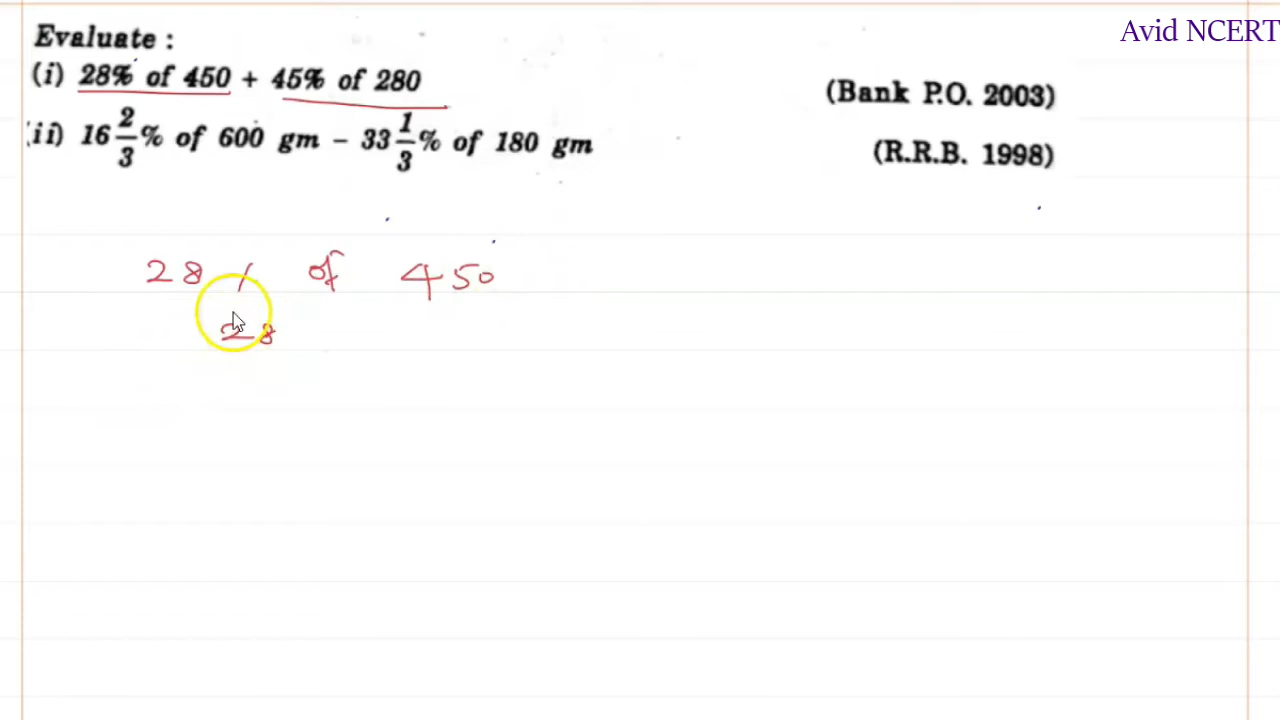 Avid NCERT
Evaluate :
(i) 28% of 450 + 45% of 280 (Bank P.O. 2003)
(ii) 16 2/3 % of 600 gm – 33 1/3 % of 180 gm (R.R.B. 1998)
28 % of 450
28